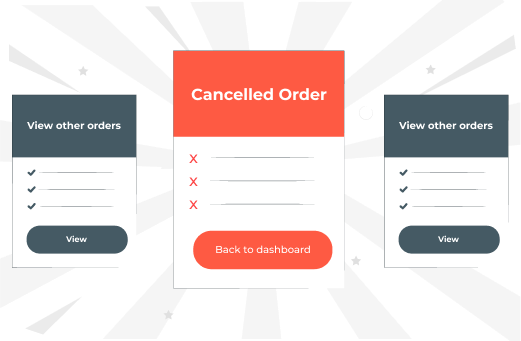 Cancelled Order
View other orders
View other orders
X
X
X
View
Back to dashboard
View